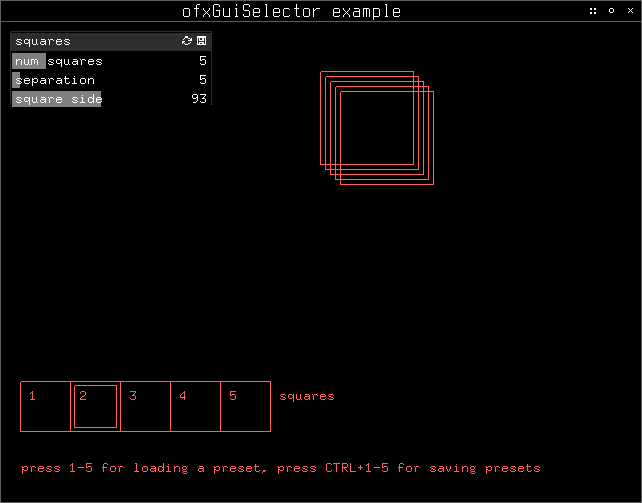 ofxGuiSelector example
squares
num squares 5
separation 5
square side 93
1 2 3 4 5 squares
press 1-5 for loading a preset, press CTRL+1-5 for saving presets